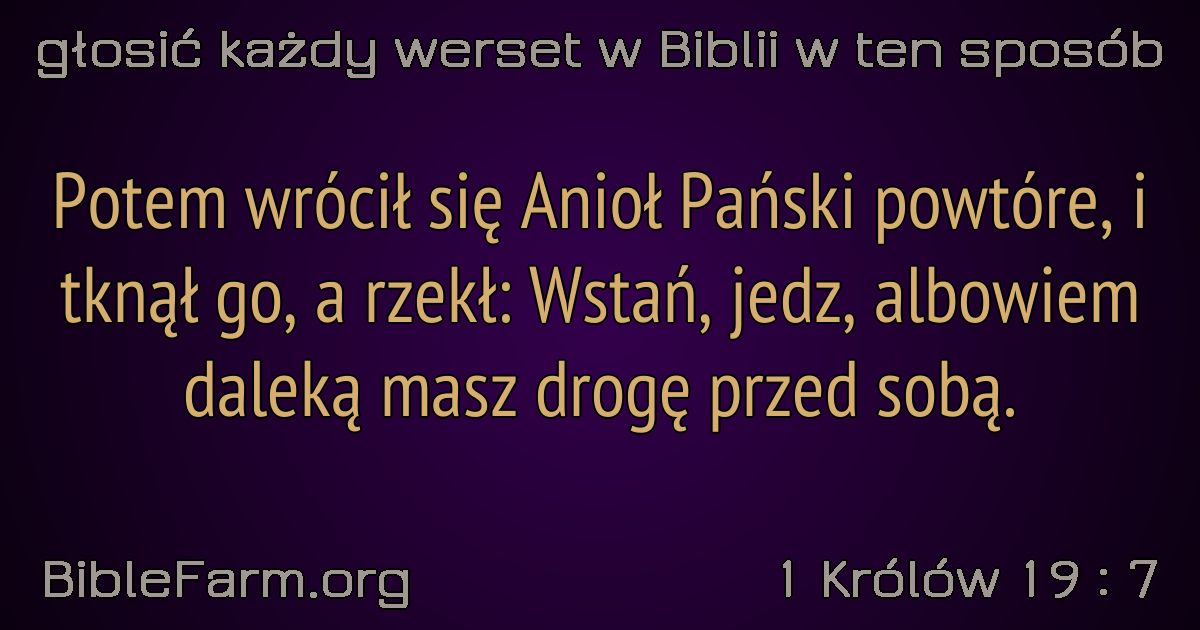 głosić każdy werset w Biblii w ten sposób
Potem wrócił się Anioł Pański powtóre, i
tknął go, a rzekł: Wstań, jedz, albowiem
daleką masz drogę przed sobą.
BibleFarm.org
1 Królów 19 : 7